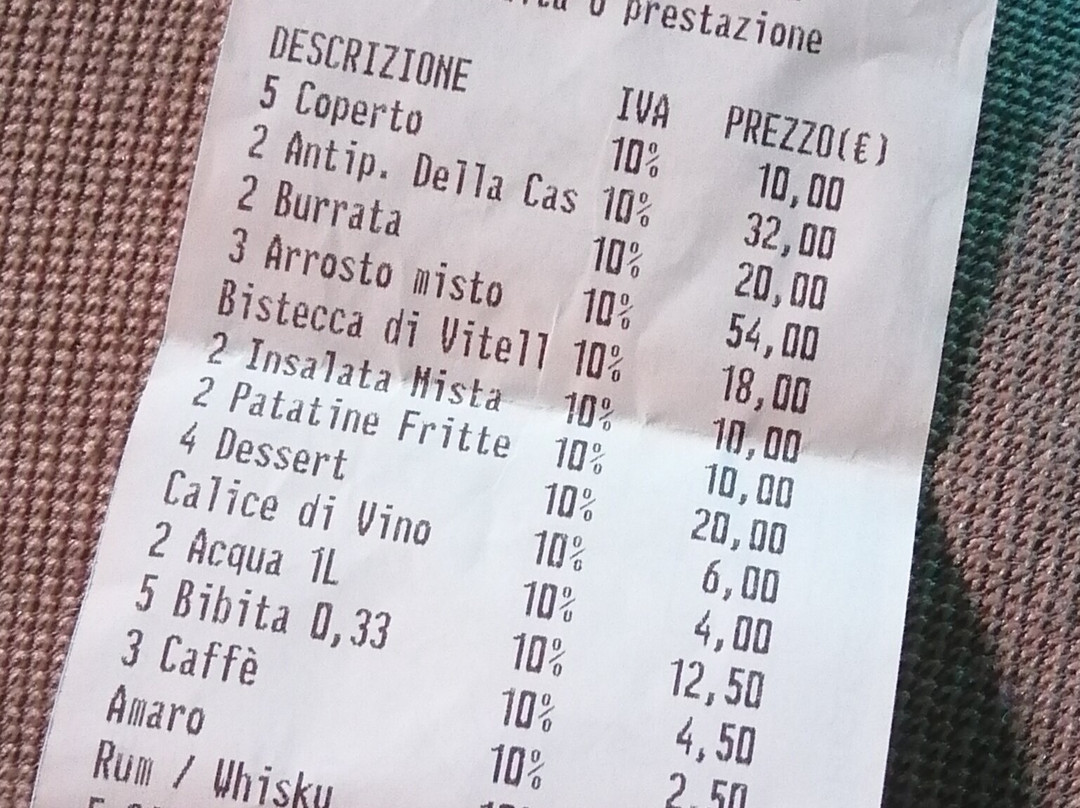 o prestazione
DESCRIZIONE IVA PREZZO(€)
5 Coperto 10% 10,00
2 Antip. Della Cas 10% 32,00
2 Burrata 10% 20,00
3 Arrosto misto 10% 54,00
Bistecca di Vitell 10% 18,00
2 Insalata Mista 10% 10,00
2 Patatine Fritte 10% 10,00
4 Dessert 10% 20,00
Calice di Vino 10% 6,00
2 Acqua 1L 10% 4,00
5 Bibita 0,33 10% 12,50
3 Caffè 10% 4,50
Amaro 10% 2,50
Rum / Whisky